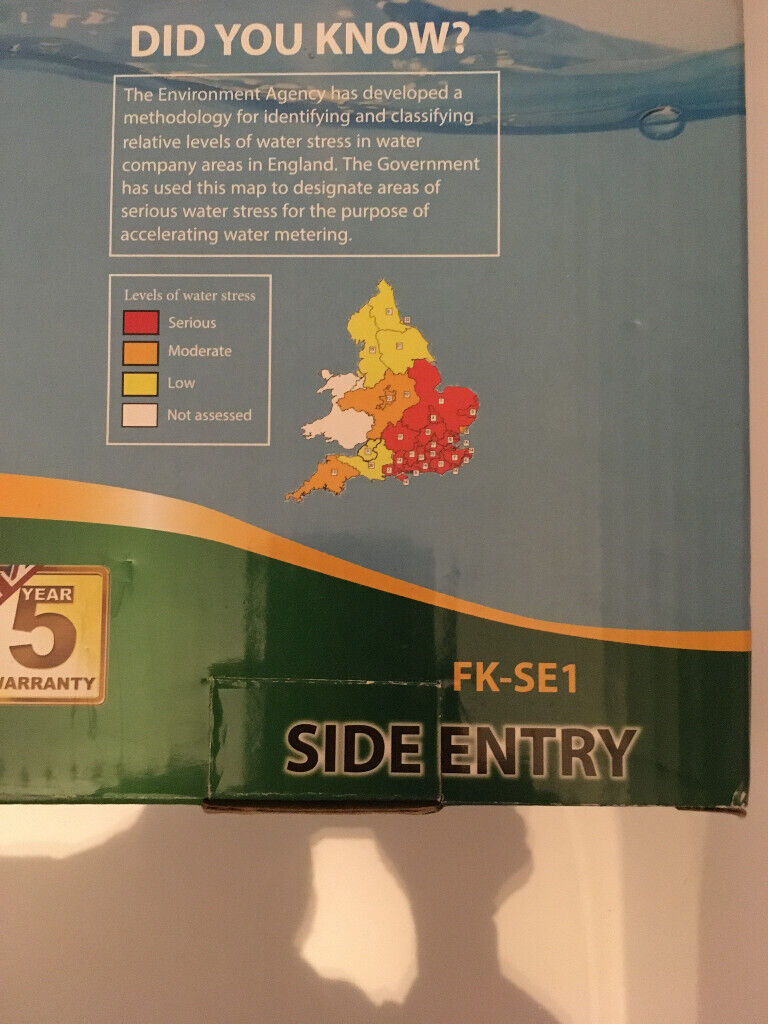 DID YOU KNOW?
The Environment Agency has developed a
methodology for identifying and classifying
relative levels of water stress in water
company areas in England. The Government
has used this map to designate areas of
serious water stress for the purpose of
accelerating water metering.
Levels of water stress
Serious
Moderate
Low
Not assessed
YEAR
5
WARRANTY
FK-SE1
SIDE ENTRY